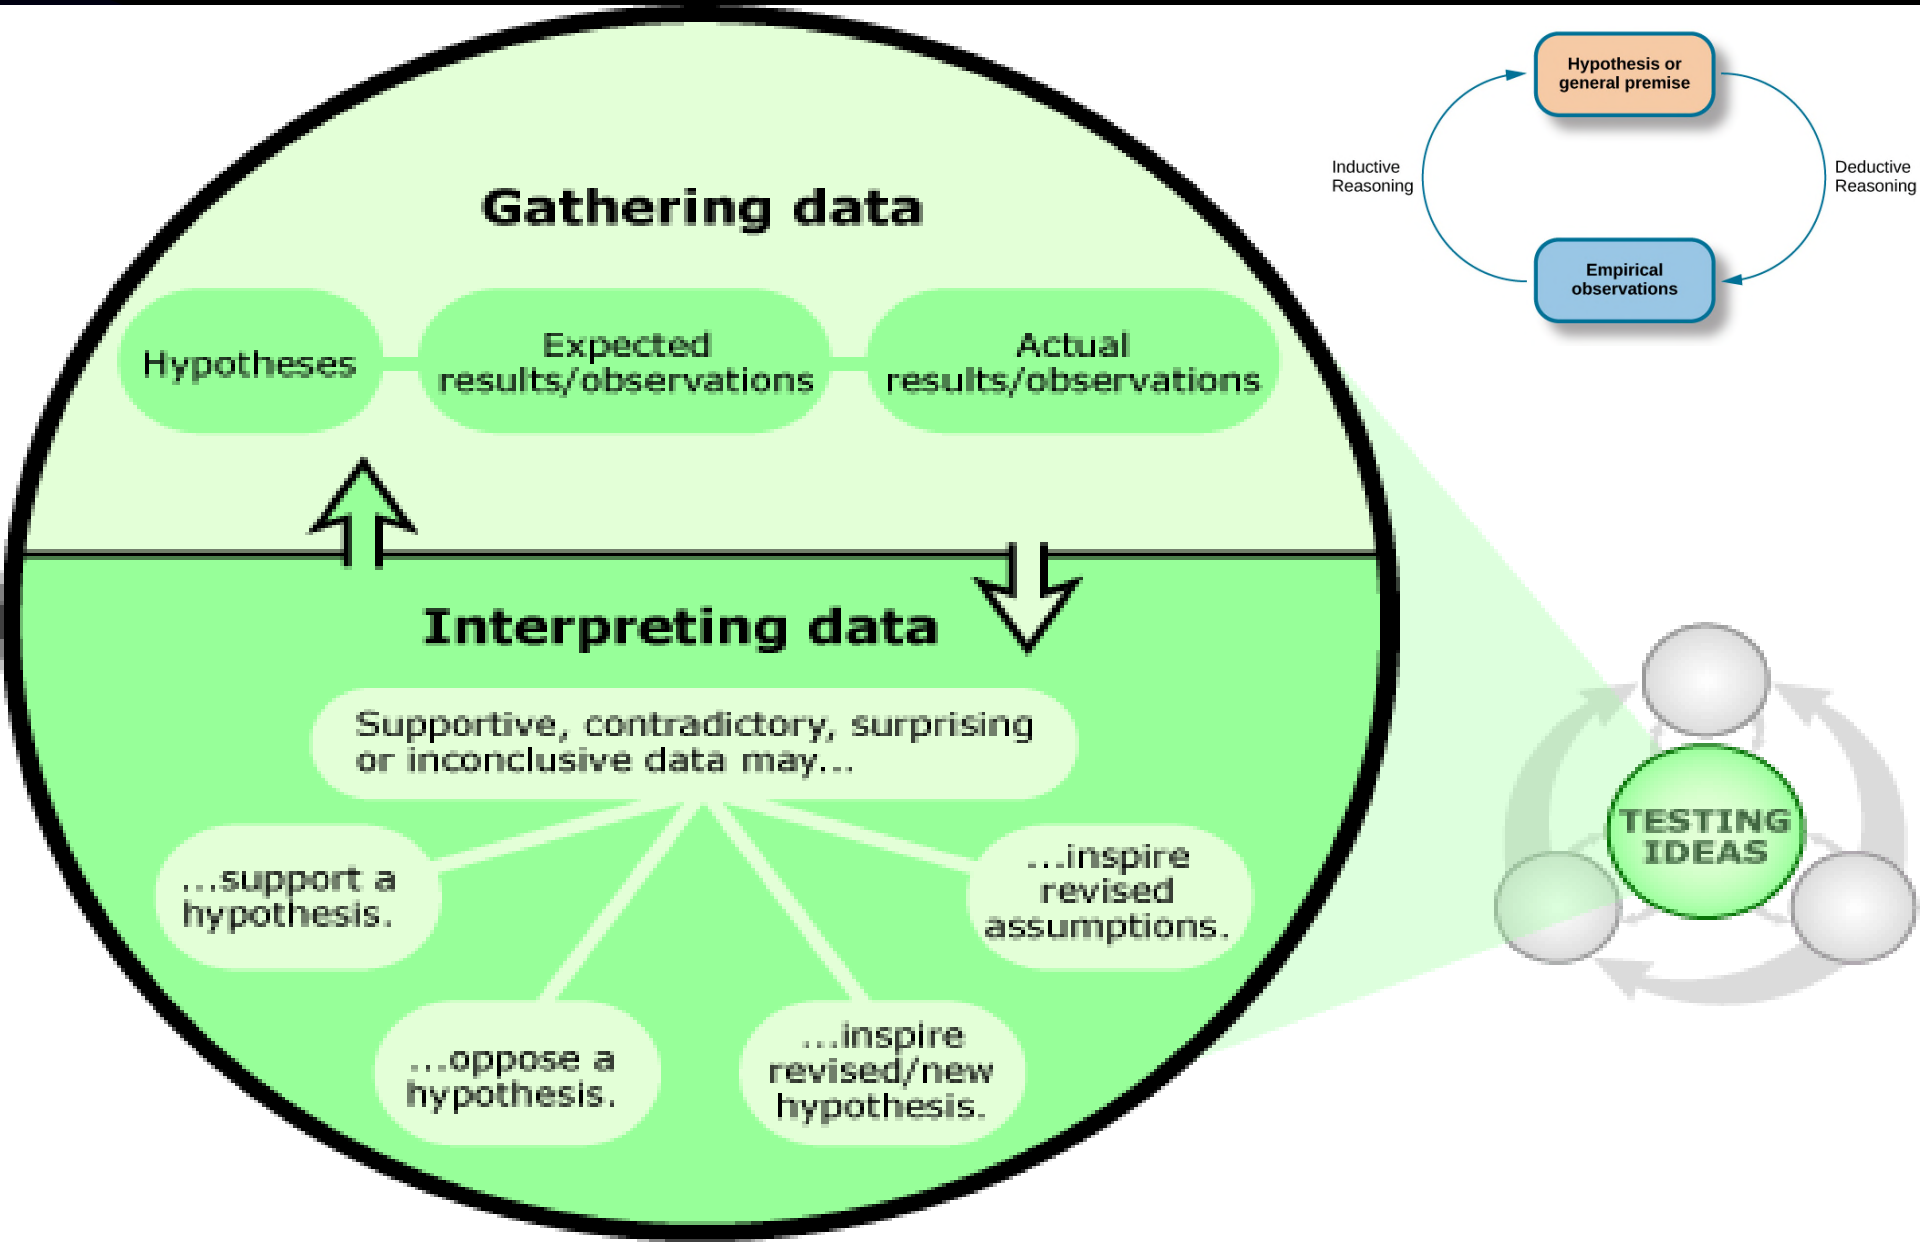 Gathering data
Hypotheses
Expected
results/observations
Actual
results/observations
Interpreting data
Supportive, contradictory, surprising
or inconclusive data may...
...support a
hypothesis.
...oppose a
hypothesis.
...inspire
revised/new
hypothesis.
...inspire
revised
assumptions.
Hypothesis or
general premise
Inductive
Reasoning
Deductive
Reasoning
Empirical
observations
TESTING
IDEAS